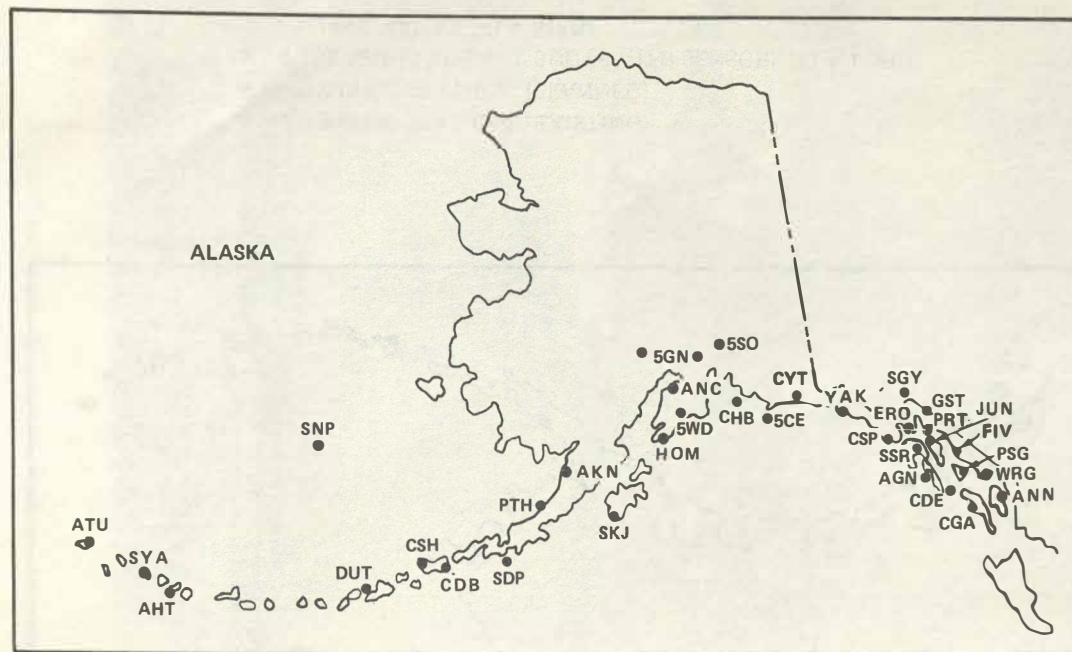 ALASKA
5GN
5SO
ANC
CYT
SGY
YAK
GST
ERO
PRT
JUN
CHB
5CE
FIV
5WD
CSP
SNP
HOM
SSR
PSG
AKN
AGN
WRG
CDE
ANN
PTH
CGA
SKJ
ATU
CSH
SYA
DUT
CDB
SDP
AHT